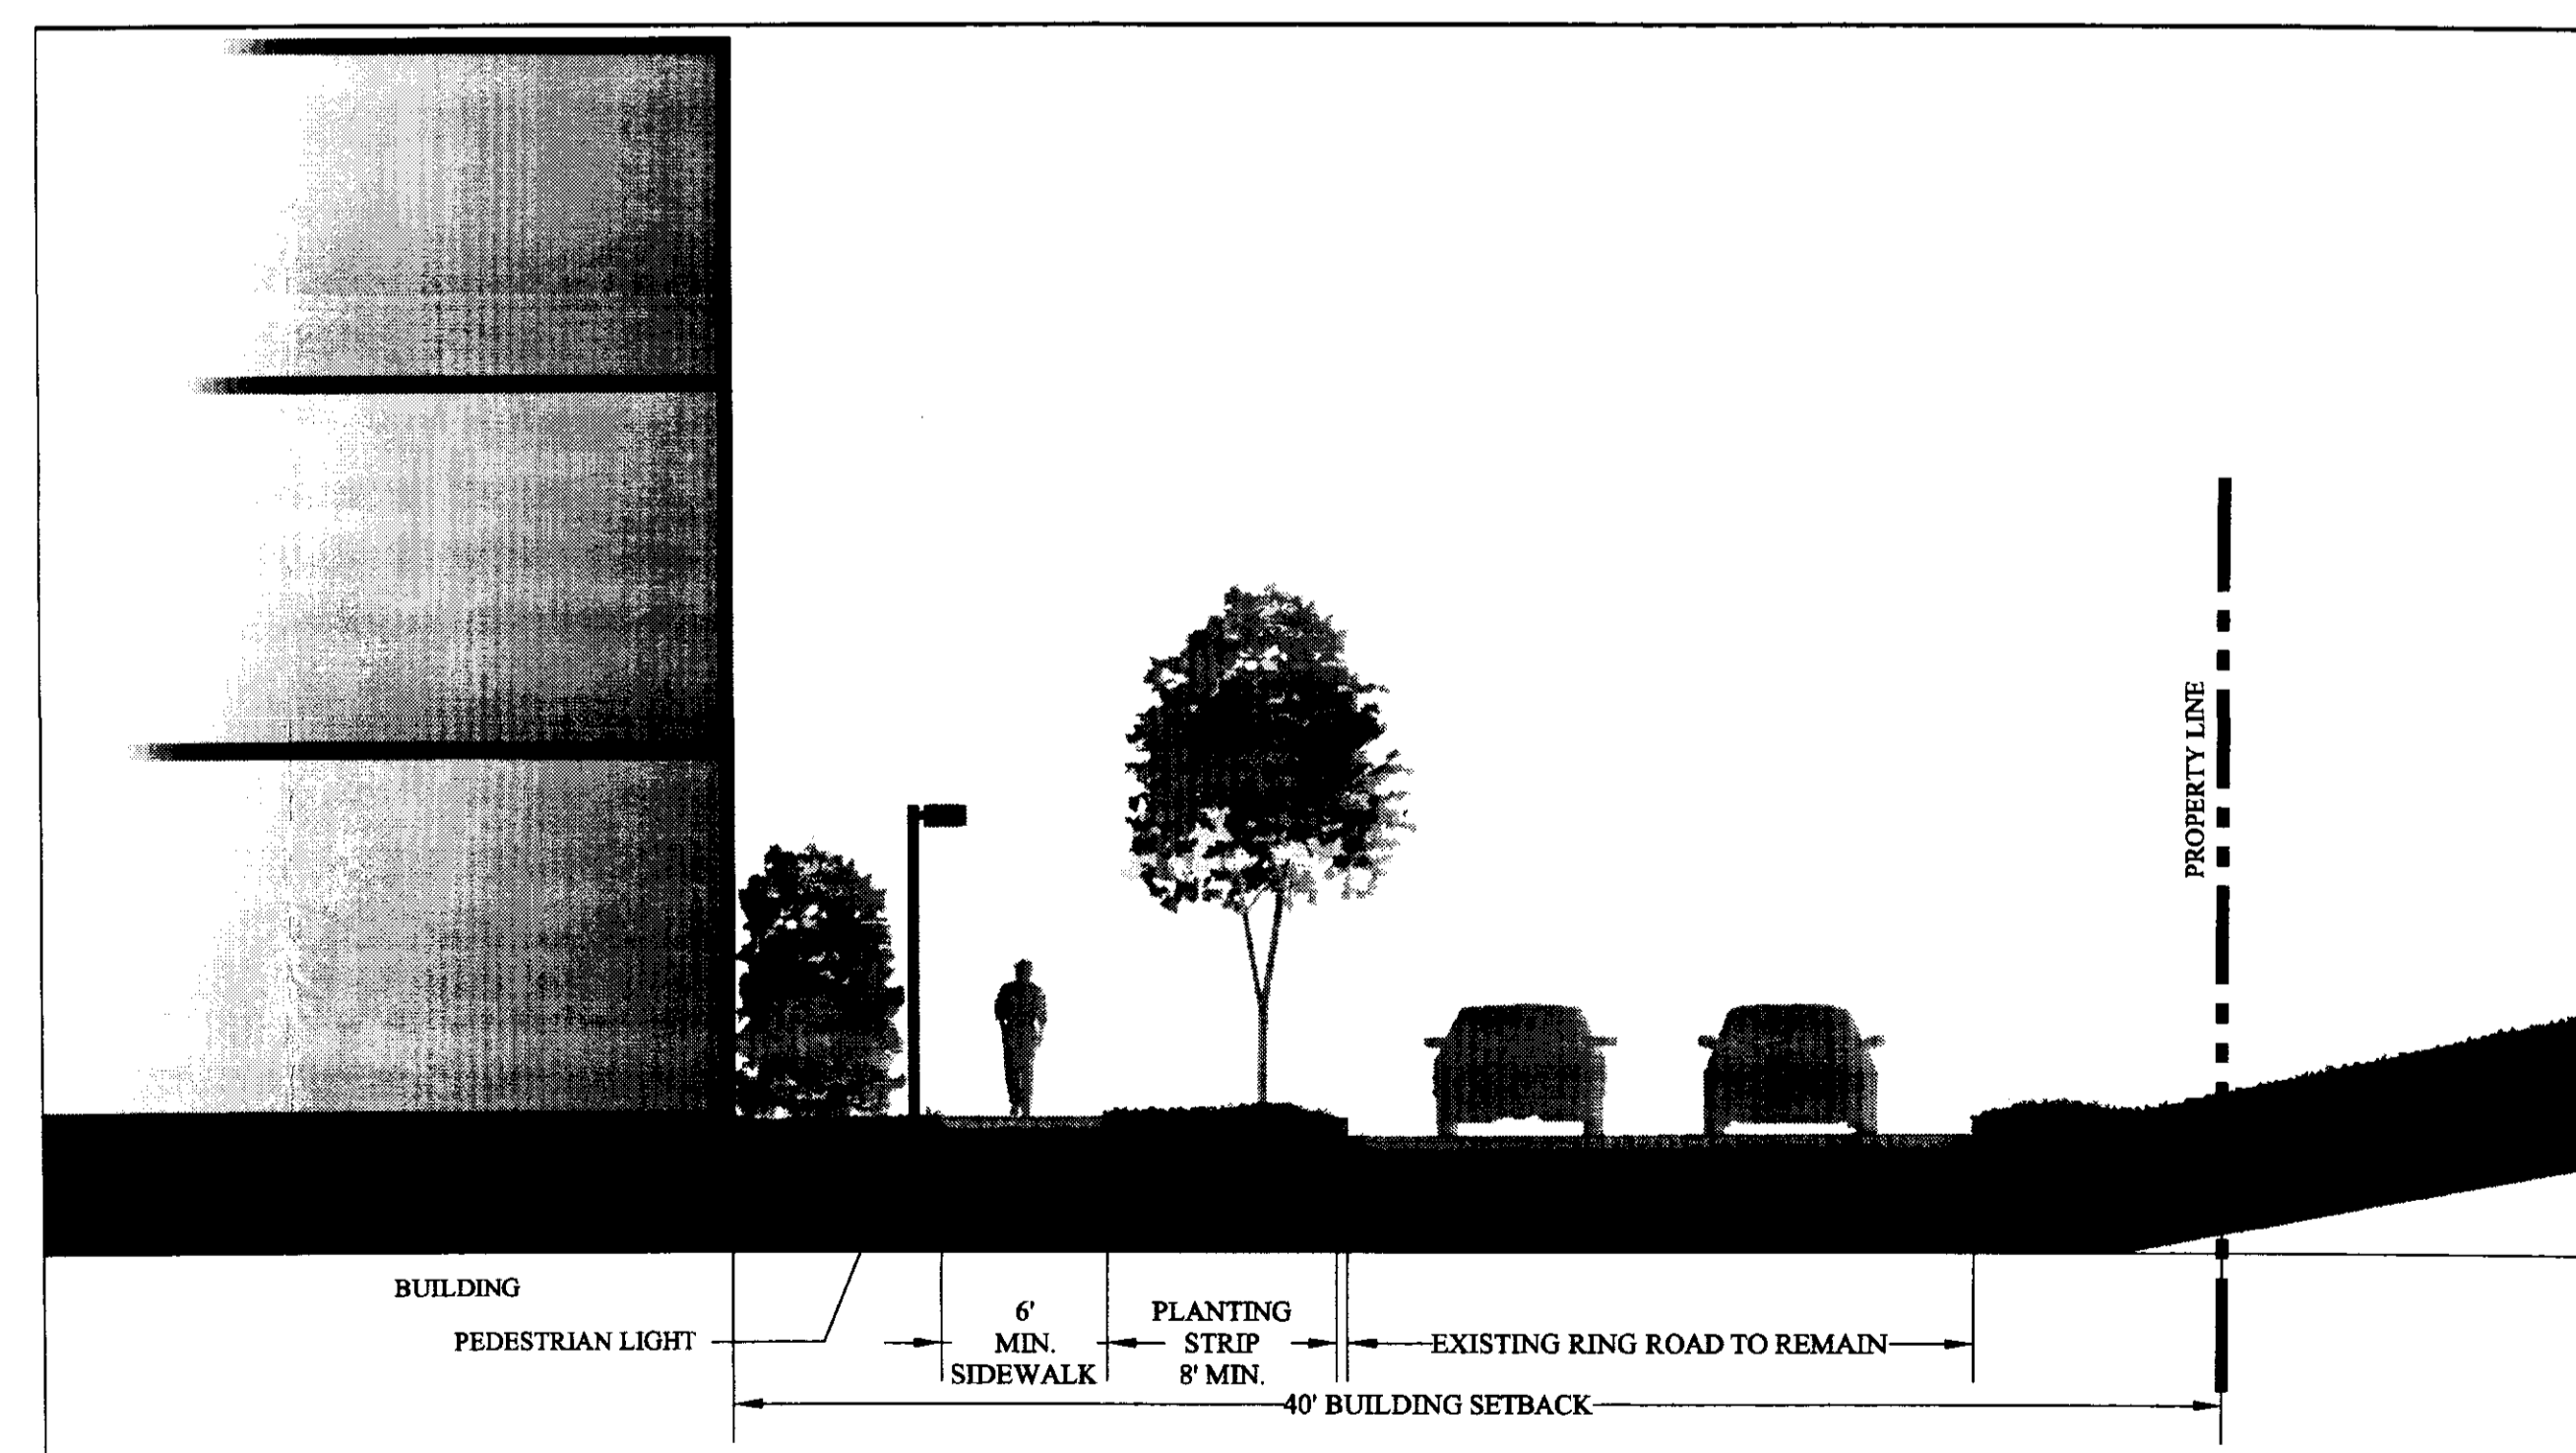 PROPERTY LINE
BUILDING
PEDESTRIAN LIGHT
6'
MIN.
SIDEWALK
PLANTING
STRIP
8' MIN.
EXISTING RING ROAD TO REMAIN
40' BUILDING SETBACK